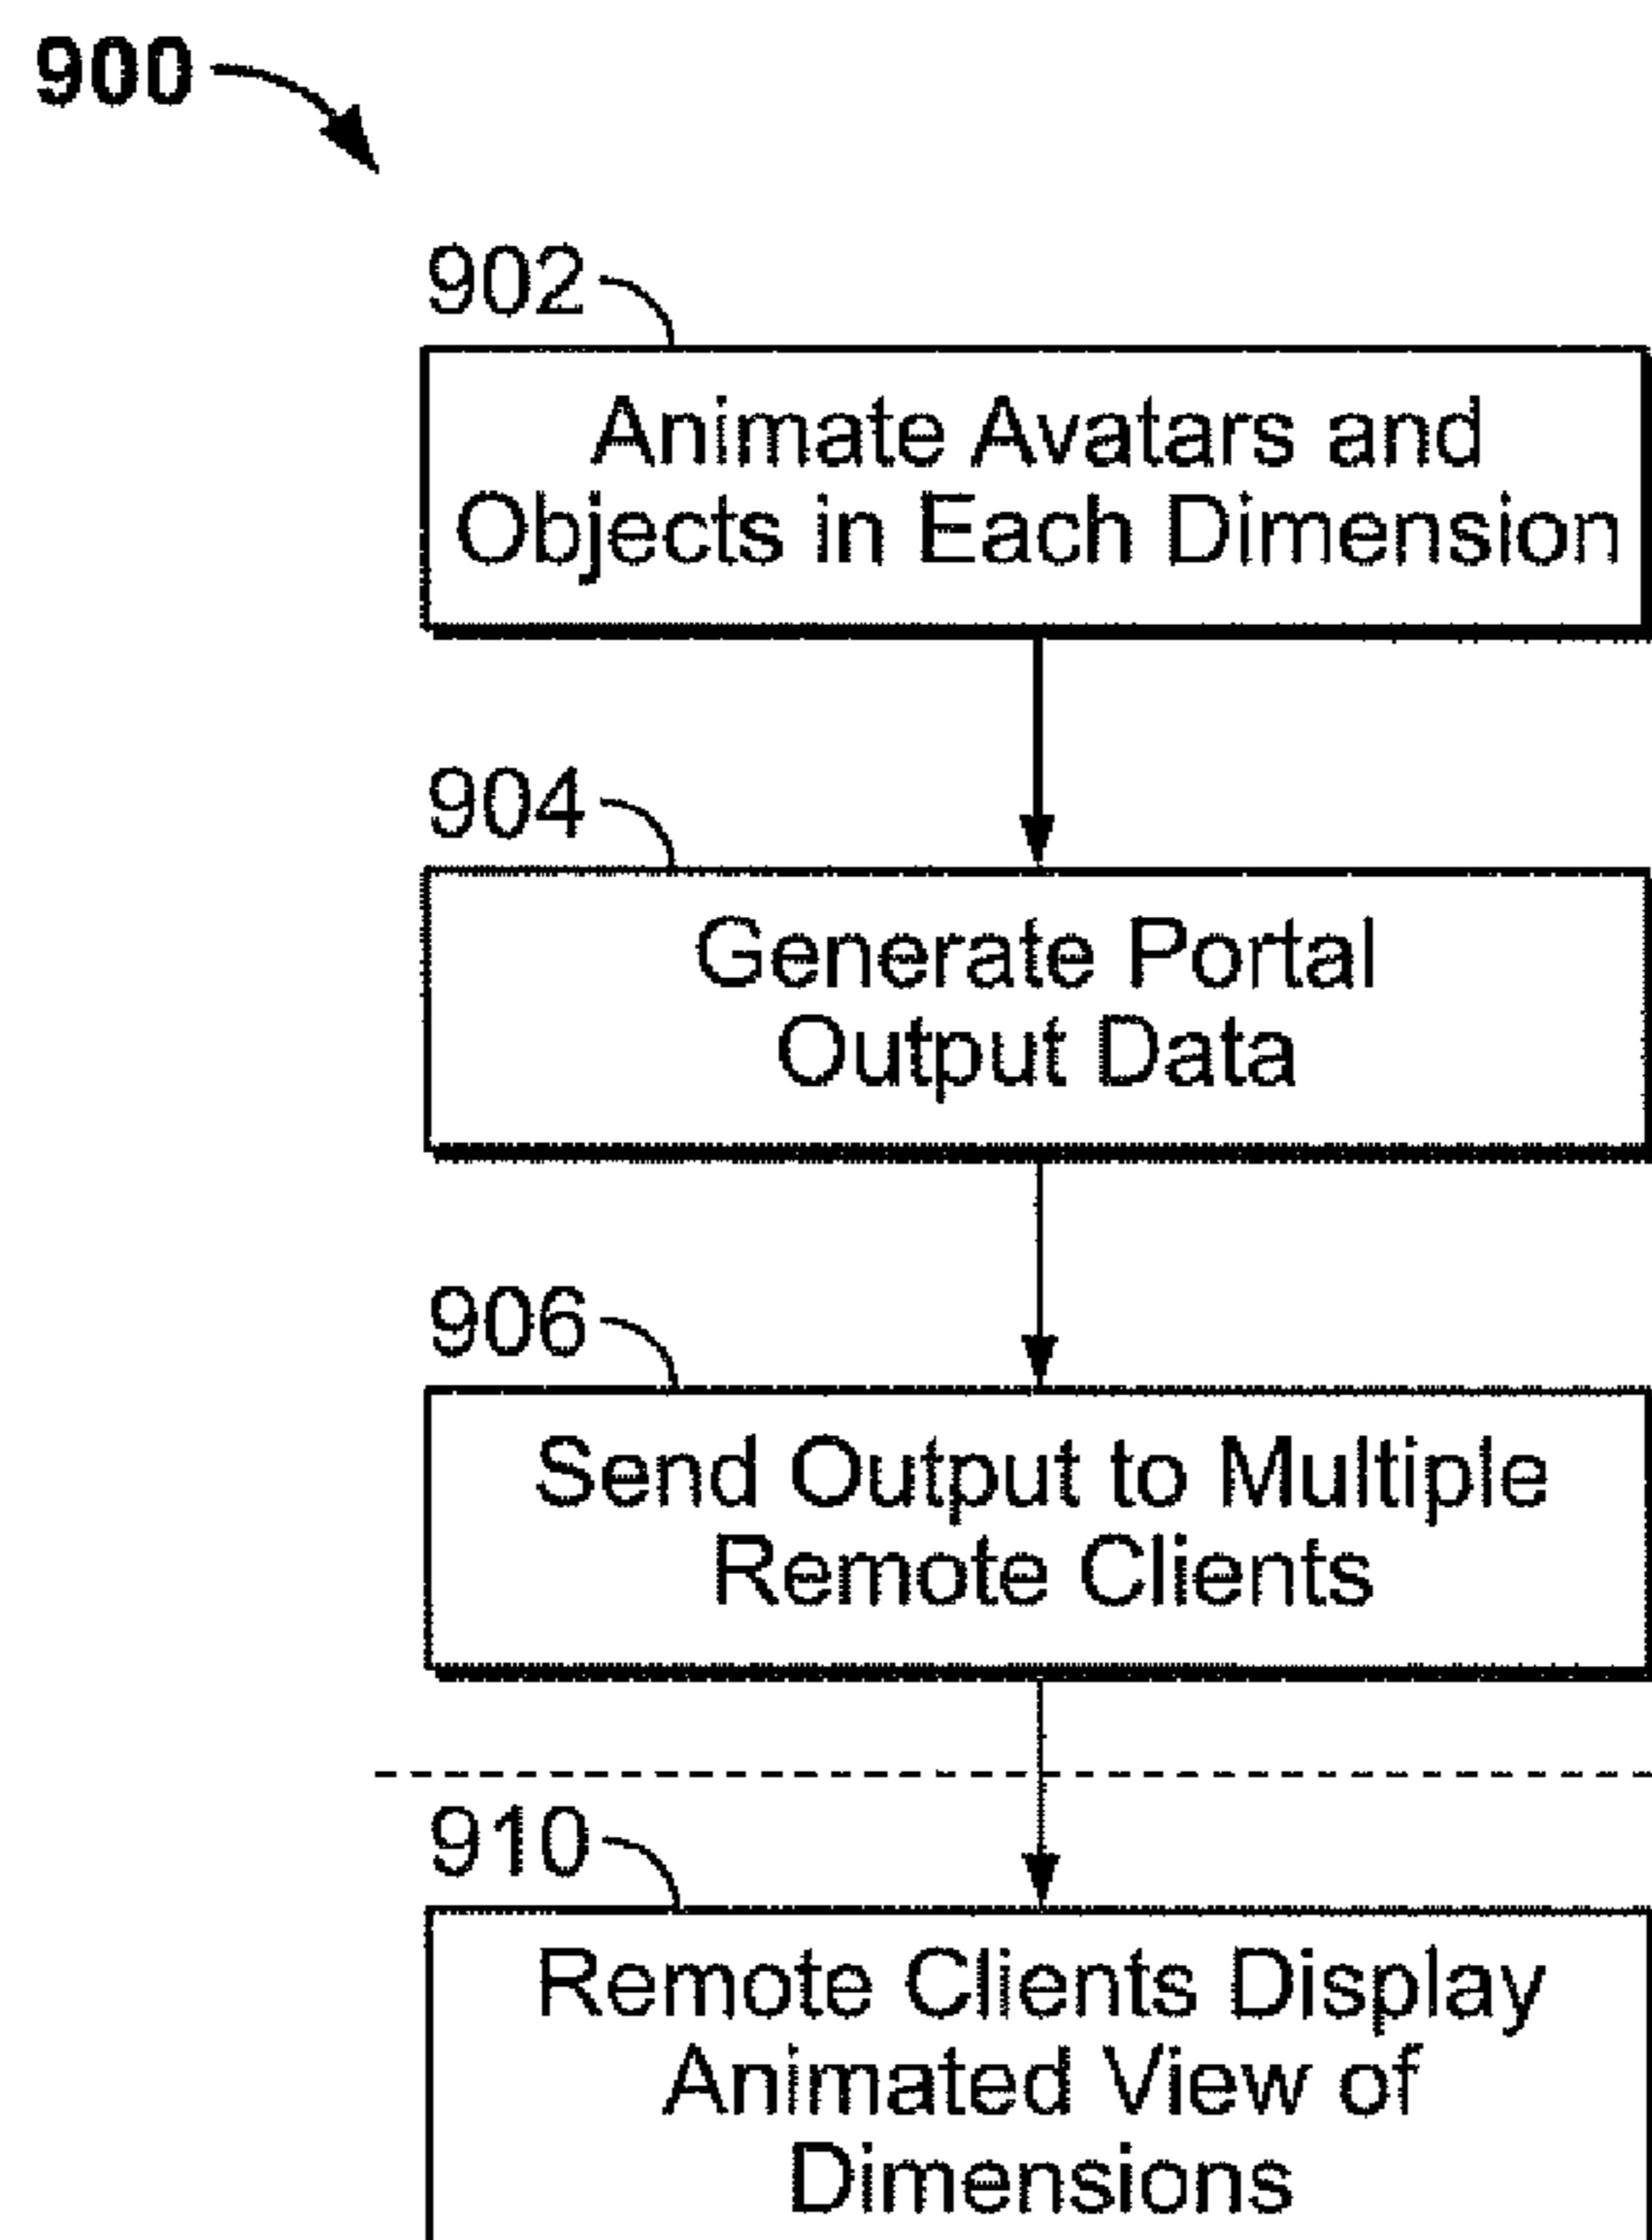 900
902
Animate Avatars and
Objects in Each Dimension
904
Generate Portal
Output Data
906
Send Output to Multiple
Remote Clients
910
Remote Clients Display
Animated View of
Dimensions